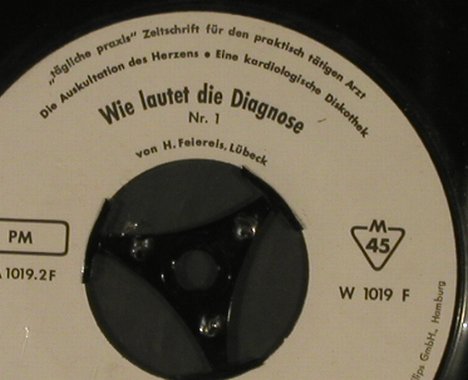 „tägliche praxis“ Zeitschrift für den praktisch tätigen Arzt
Die Auskultation des Herzens • Eine kardiologische Diskothek
Wie lautet die Diagnose
Nr. 1
von H. Feiereis, Lübeck
PM
1019.2 F
M
45
W 1019 F
GmbH., Hamburg